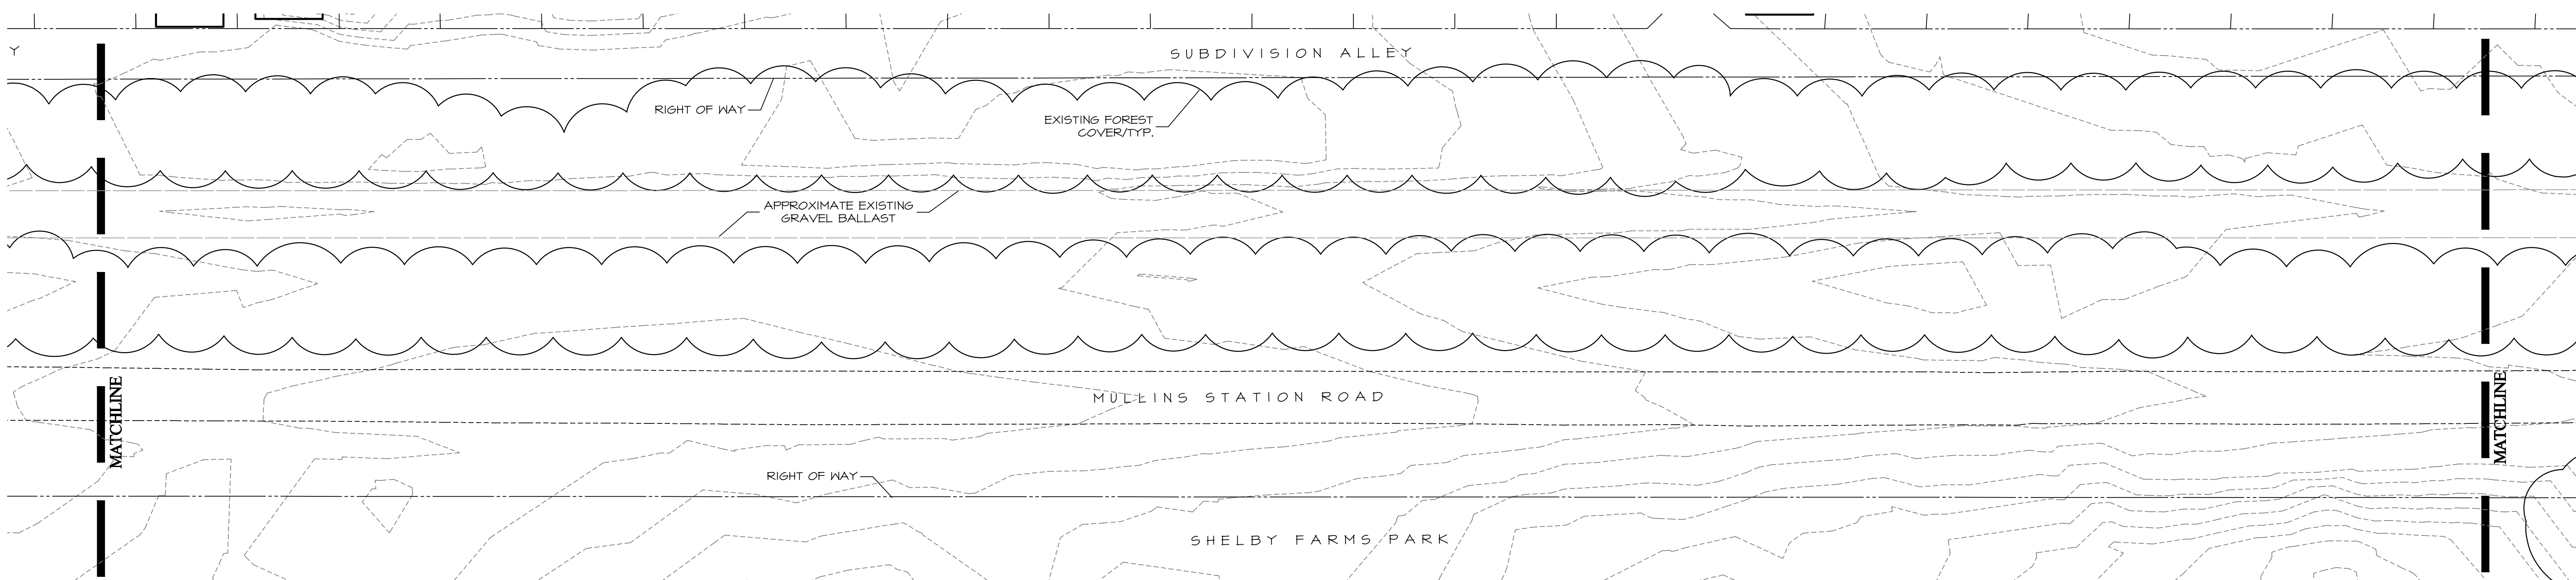 Y
SUBDIVISION ALLEY
RIGHT OF WAY
EXISTING FOREST
COVER/TYP.
APPROXIMATE EXISTING
GRAVEL BALLAST
MATCHLINE
MULLINS STATION ROAD
MATCHLINE
RIGHT OF WAY
SHELBY FARMS PARK